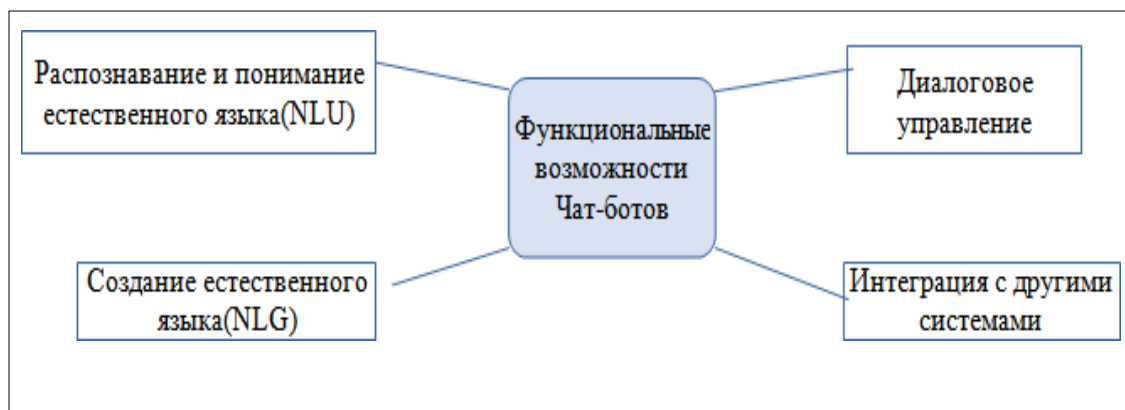 Распознавание и понимание
естественного языка(NLU)
Функциональные
возможности
Чат-ботов
Диалоговое
управление
Создание естественного
языка(NLG)
Интеграция с другими
системами